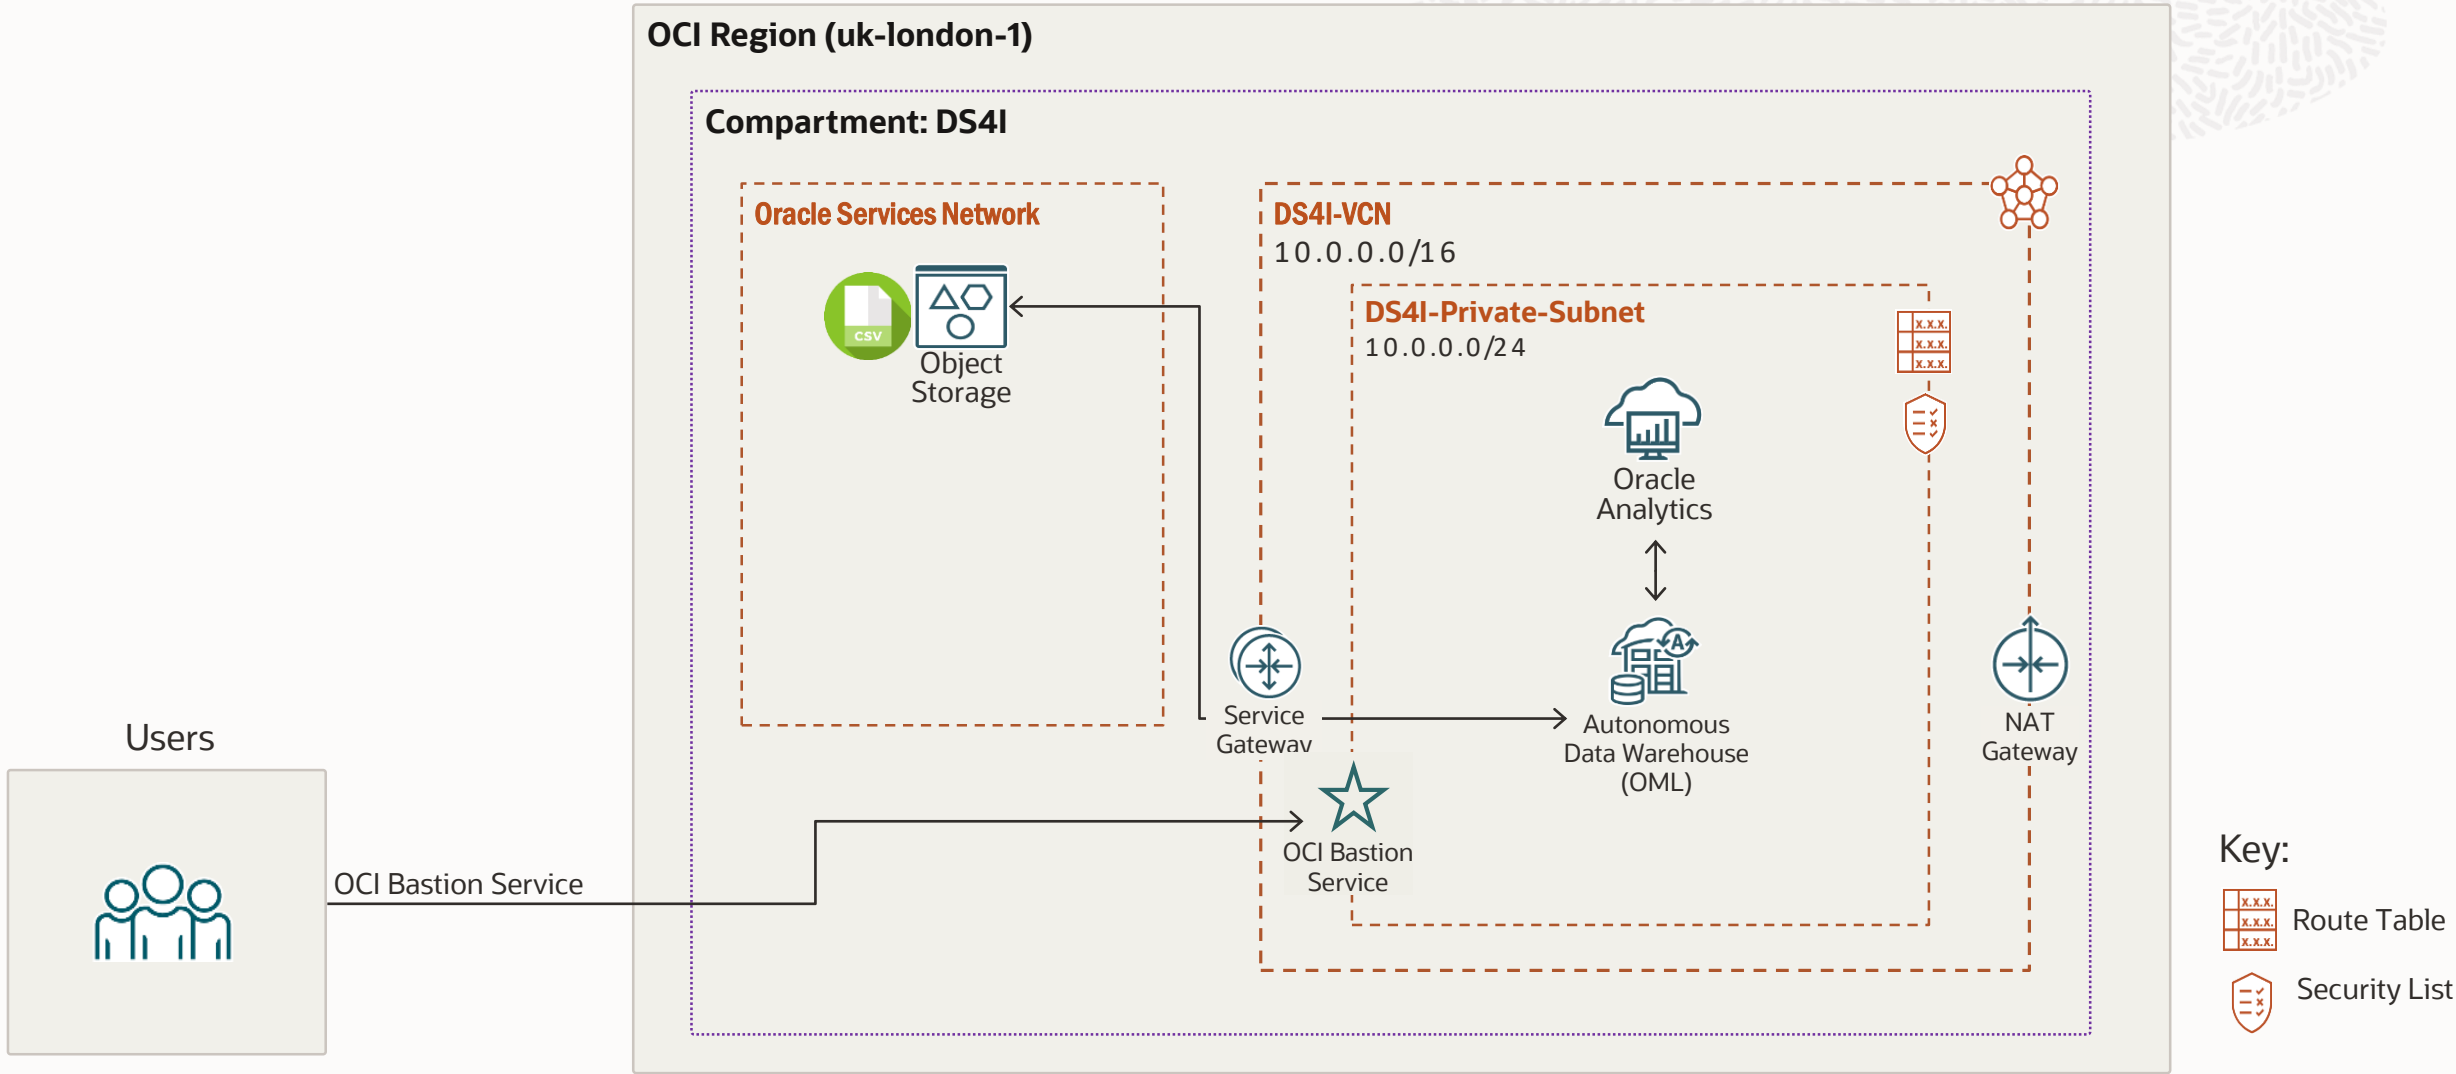 OCI Region (uk-london-1)
Compartment: DS4I
Oracle Services Network
CSV
Object
Storage
DS4I-VCN
10.0.0.0/16
DS4I-Private-Subnet
10.0.0.0/24
x.x.x.
x.x.x.
x.x.x.
Oracle
Analytics
A
Service
Gateway
Autonomous
Data Warehouse
(OML)
NAT
Gateway
OCI Bastion
Service
Users
OCI Bastion Service
Key:
x.x.x.
x.x.x.
x.x.x.
Route Table
Security List